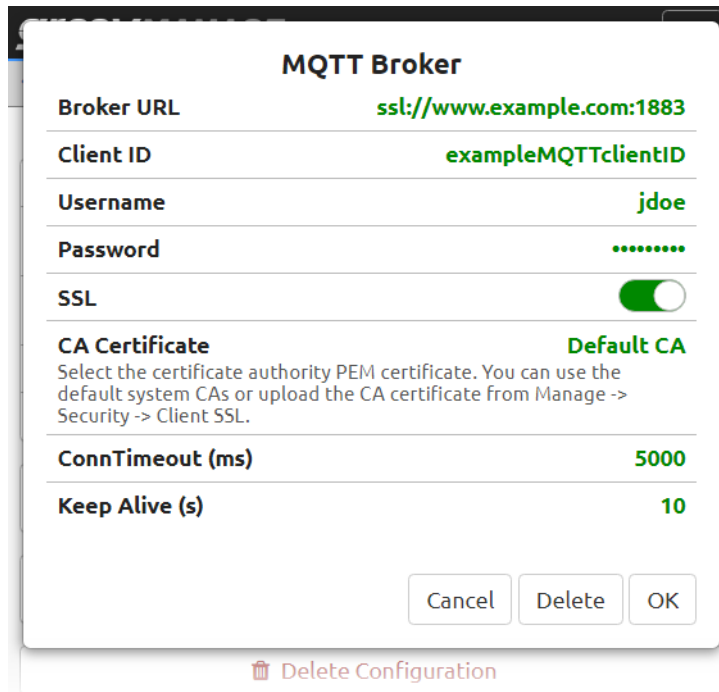 MQTT Broker
Broker URL ssl://www.example.com:1883
Client ID exampleMQTTclientID
Username jdoe
Password •••••••••
SSL
CA Certificate Default CA
Select the certificate authority PEM certificate. You can use the
default system CAs or upload the CA certificate from Manage ->
Security -> Client SSL.
ConnTimeout (ms) 5000
Keep Alive (s) 10
Cancel Delete OK
Delete Configuration